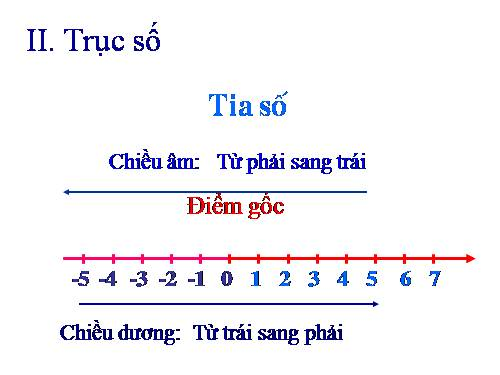 II. Trục số
Tia số
Chiều âm: Từ phải sang trái
Điểm gốc
-5 -4 -3 -2 -1 0 1 2 3 4 5 6 7
Chiều dương: Từ trái sang phải